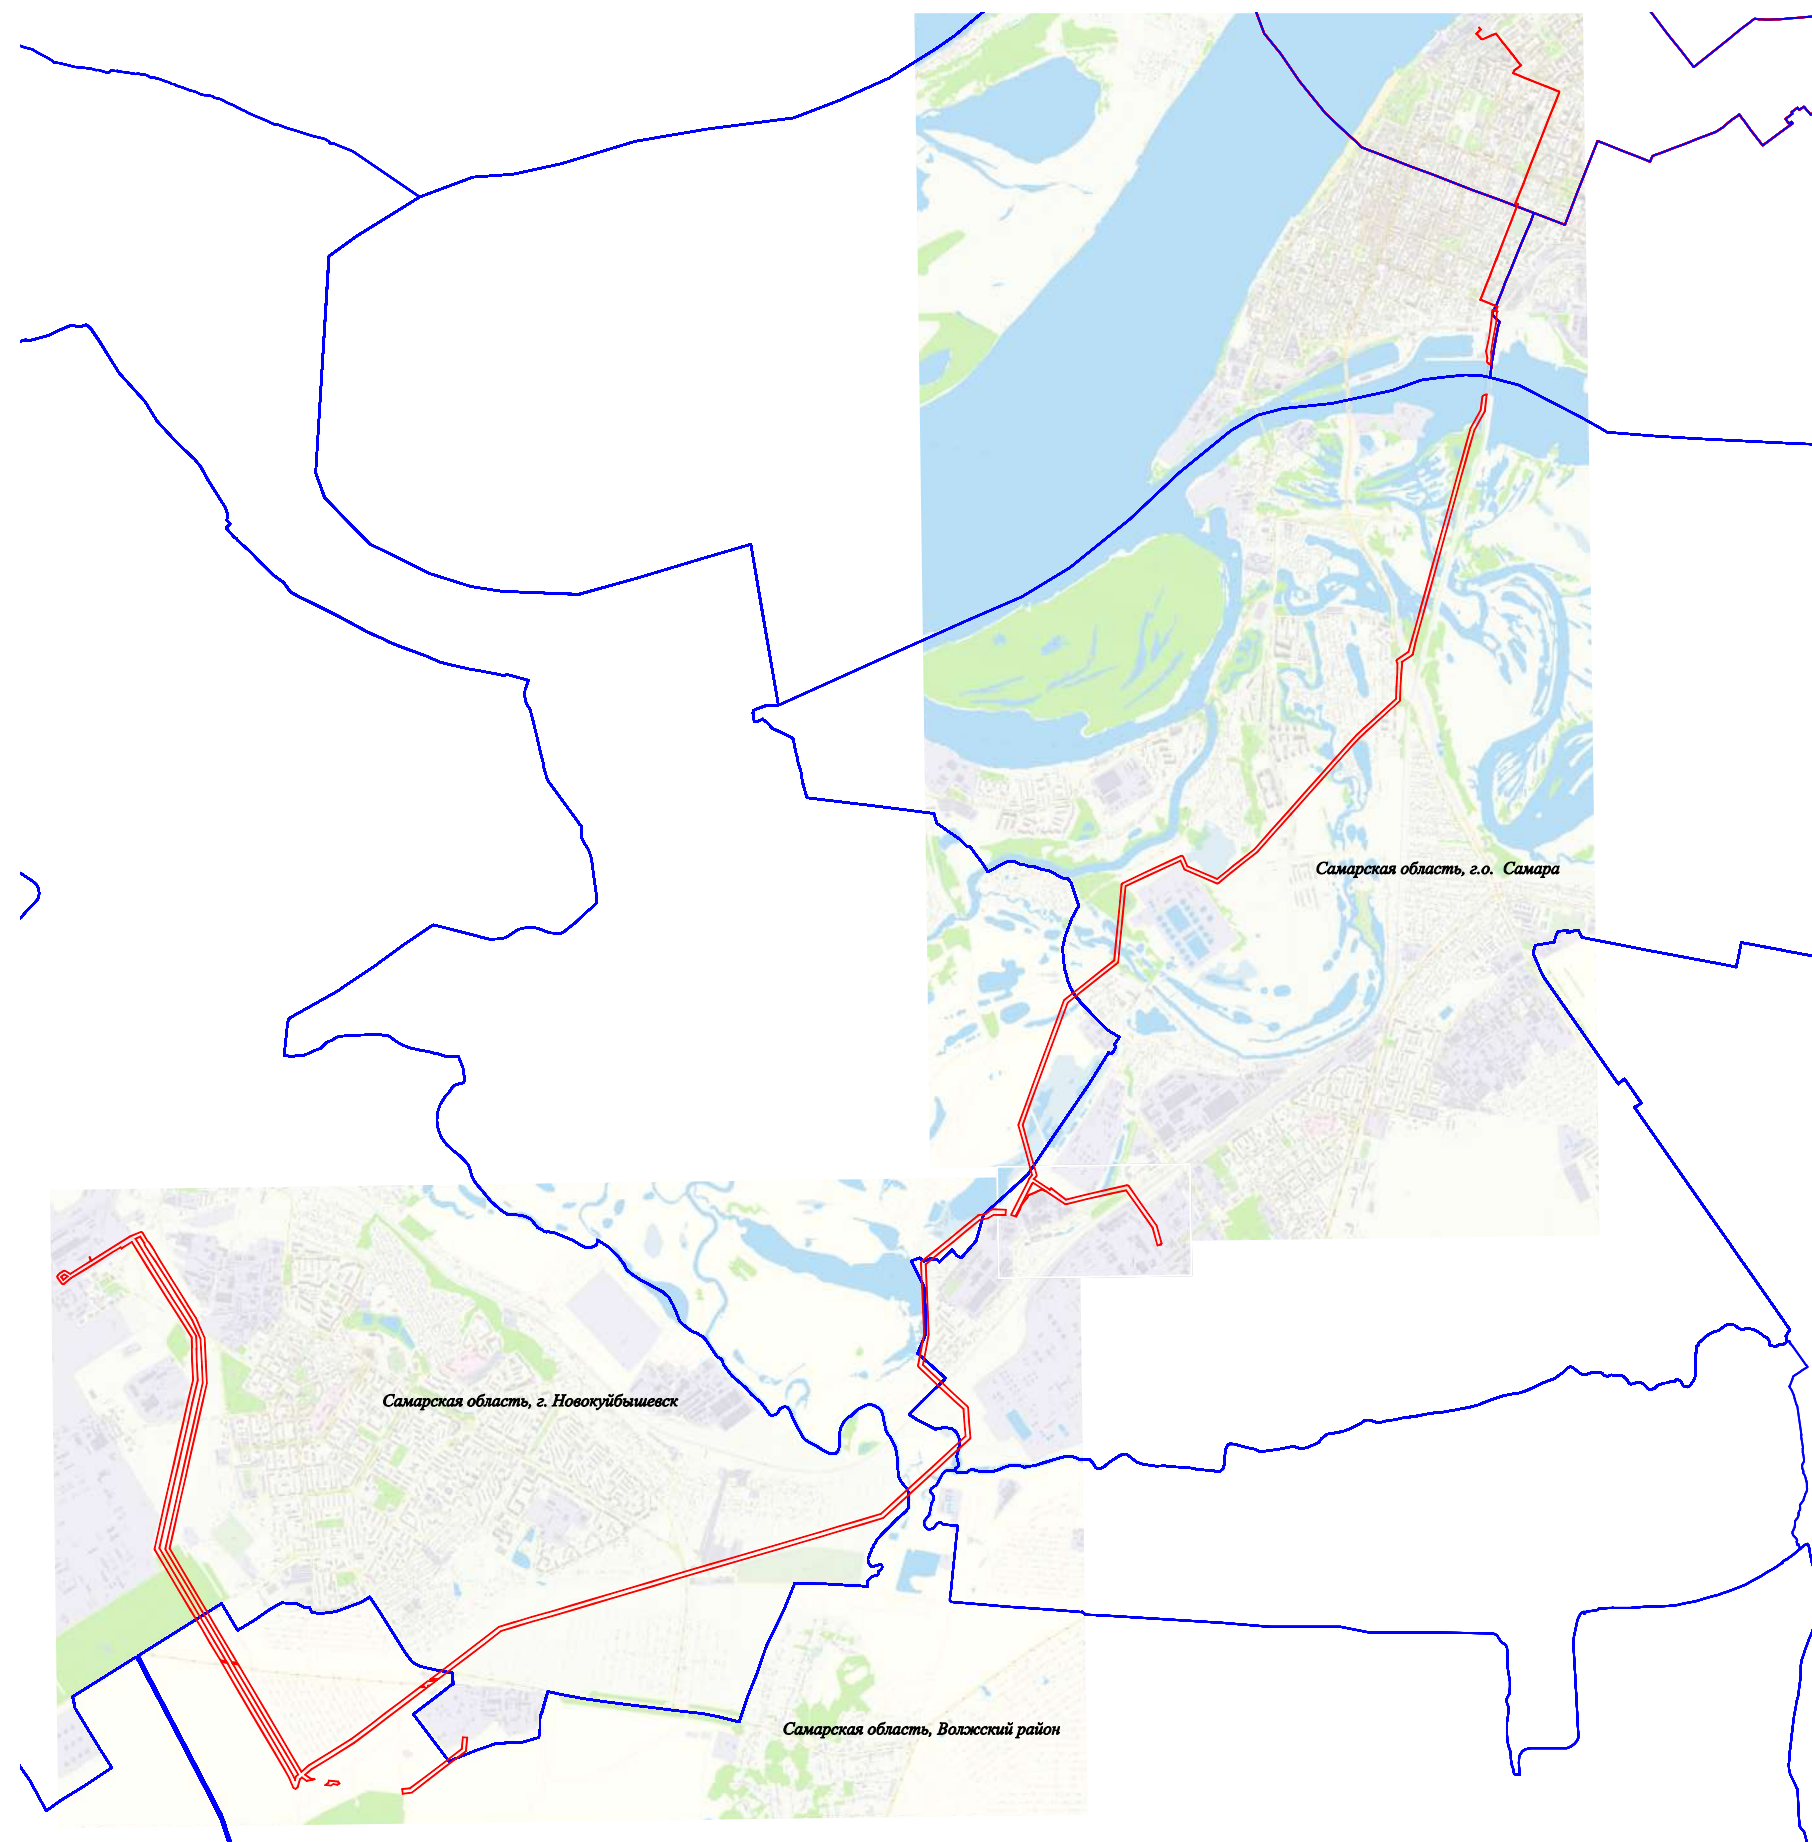 Самарская область, г.о. Самара
Самарская область, г. Новокуйбышевск
Самарская область, Волжский район